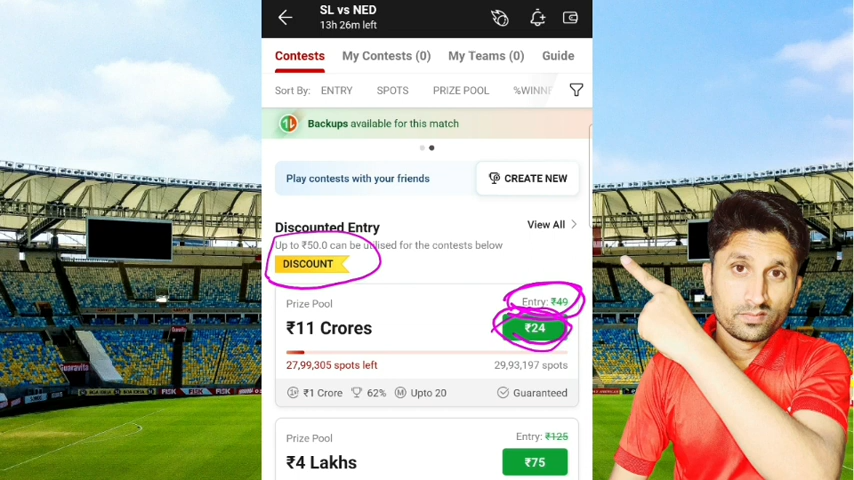 SL vs NED
13h 26m left
Contests
My Contests (0)
My Teams (0)
Guide
Sort By:
ENTRY
SPOTS
PRIZE POOL
%WINNE
Backups available for this match
Play contests with your friends
CREATE NEW
Discounted Entry
View All
Up to ₹50.0 can be utilised for the contests below
DISCOUNT
Prize Pool
Entry: ₹49
₹11 Crores
₹24
27,99,305 spots left
29,93,197 spots
₹1 Crore
62%
M Upto 20
Guaranteed
Prize Pool
Entry: ₹125
₹4 Lakhs
₹75
Guaravita
FISK
FISK